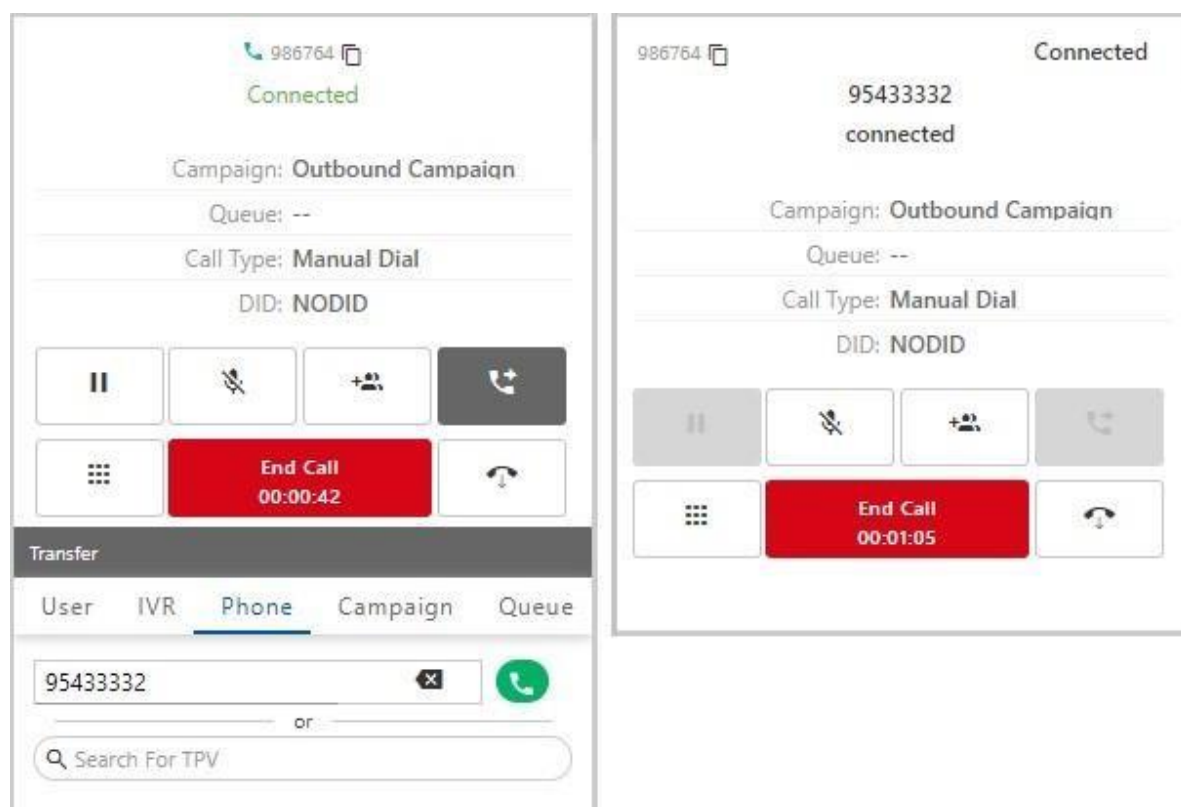 986764
Connected
Campaign: Outbound Campaign
Queue: --
Call Type: Manual Dial
DID: NODID
End Call
00:00:42
Transfer
User IVR Phone Campaign Queue
95433332
or
Search For TPV
986764 Connected
95433332
connected
Campaign: Outbound Campaign
Queue: --
Call Type: Manual Dial
DID: NODID
End Call
00:01:05